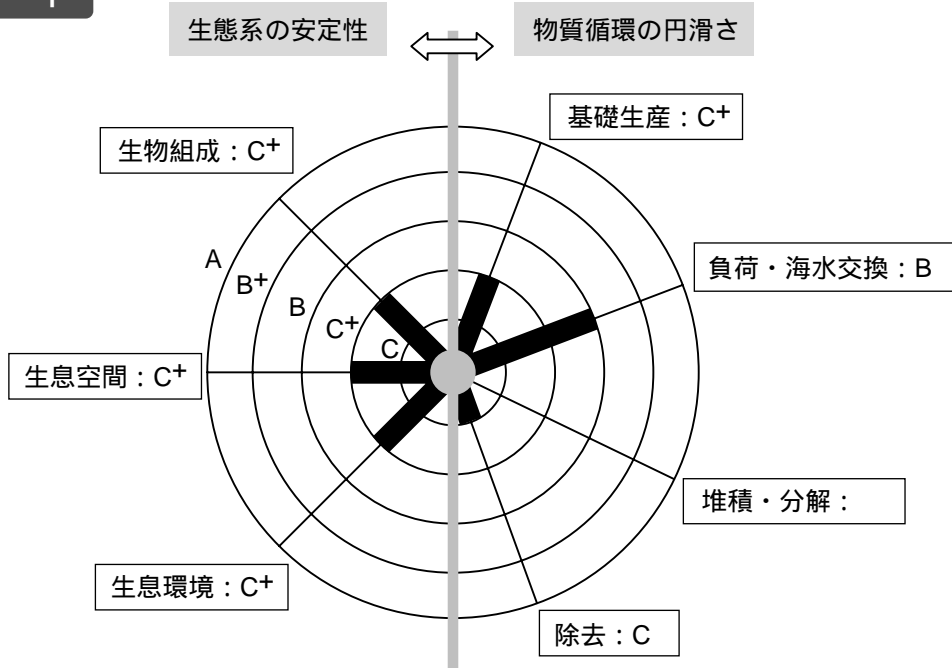 生態系の安定性
物質循環の円滑さ
基礎生産：C+
生物組成：C+
負荷・海水交換：B
A
B+
B
C+
C
生息空間：C+
堆積・分解：
生息環境：C+
除去：C